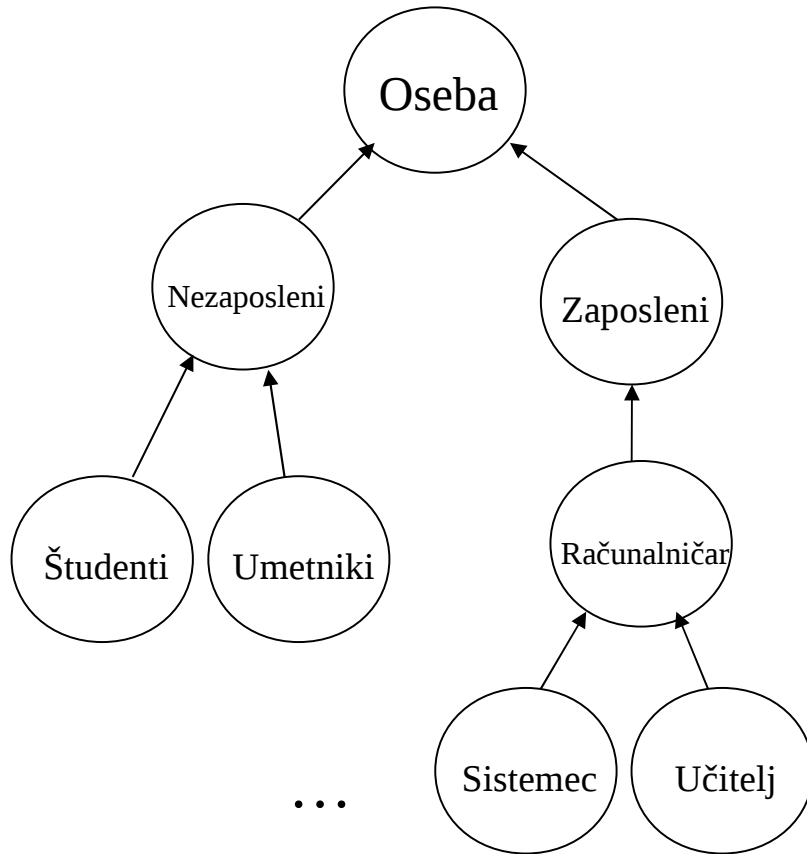 Oseba
Nezaposleni
Zaposleni
Študenti
Umetniki
Računalničar
Sistemec
Učitelj
…